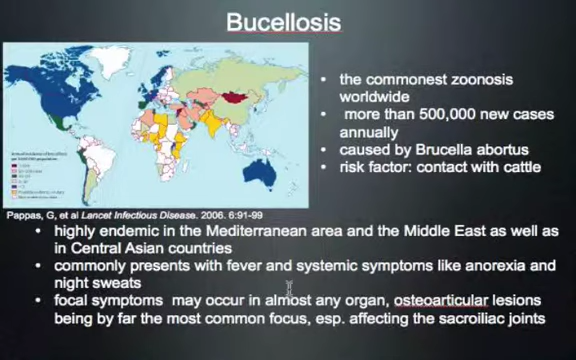 Bucellosis
the commonest zoonosis
worldwide
more than 500,000 new cases
annually
caused by Brucella abortus
risk factor: contact with cattle
Pappas, G, et al Lancet Infectious Disease. 2006. 6:91-99
highly endemic in the Mediterranean area and the Middle East as well as
in Central Asian countries
commonly presents with fever and systemic symptoms like anorexia and
night sweats
focal symptoms may occur in almost any organ, osteoarticular lesions
being by far the most common focus, esp. affecting the sacroiliac joints